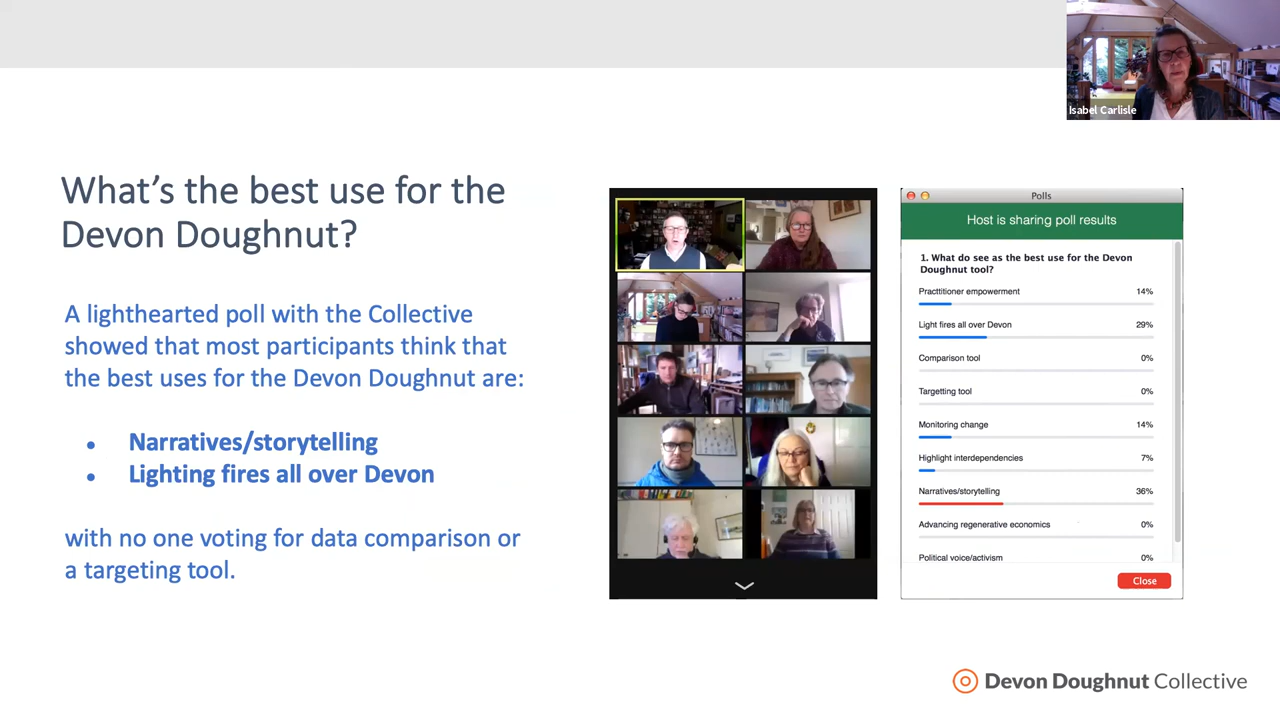 Isabel Carlisle
What's the best use for the
Devon Doughnut?
A lighthearted poll with the Collective
showed that most participants think that
the best uses for the Devon Doughnut are:
• Narratives/storytelling
• Lighting fires all over Devon
with no one voting for data comparison or
a targeting tool.
Polls
Host is sharing poll results
1. What do see as the best use for the Devon
Doughnut tool?
Practtitioner empowerment 14%
Light fires all over Devon 29%
Comparison tool 0%
Targetting tool 0%
Monitoring change 14%
Highlight interdependencies 7%
Narratives/storytelling 36%
Advancing regenerative economics 0%
Political voice/activism 0%
Close
Devon Doughnut Collective